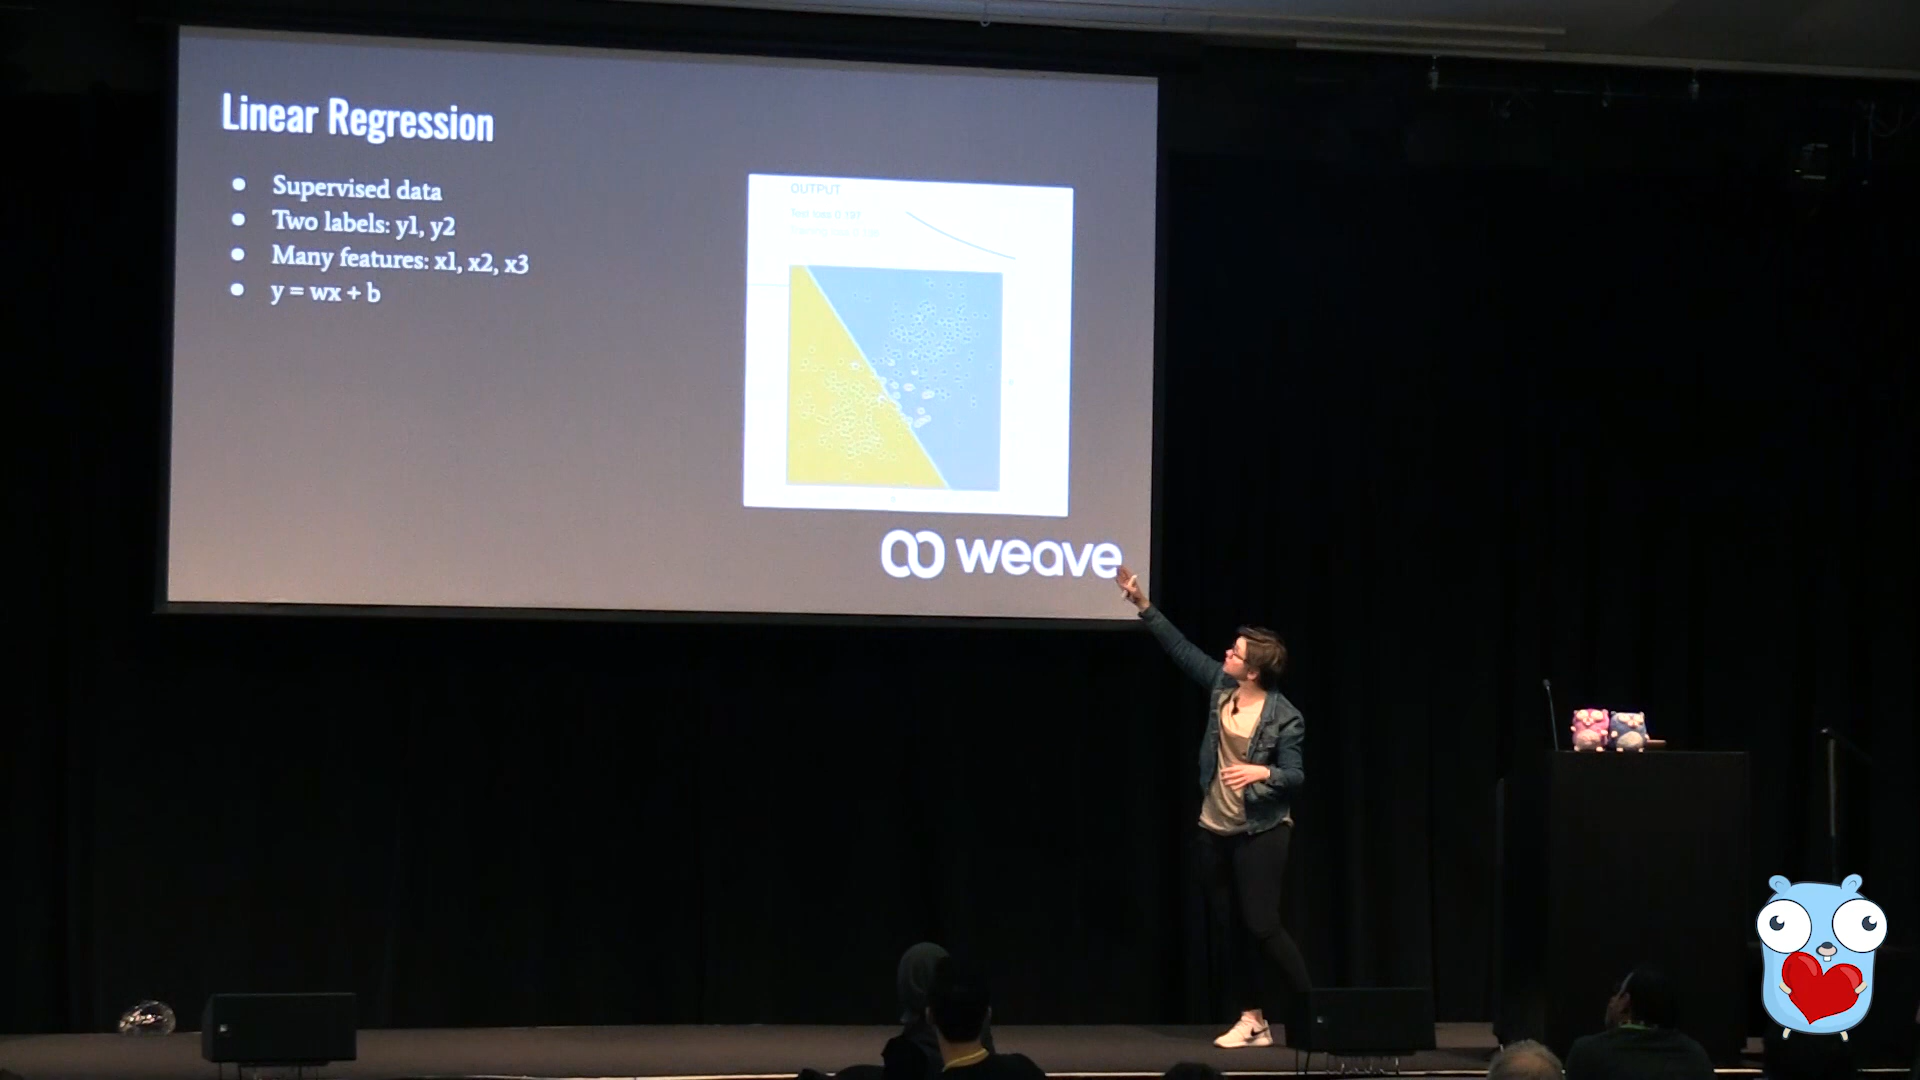 Linear Regression
Supervised data
Two labels: y1, y2
Many features: x1, x2, x3
y = wx + b
OUTPUT
weave